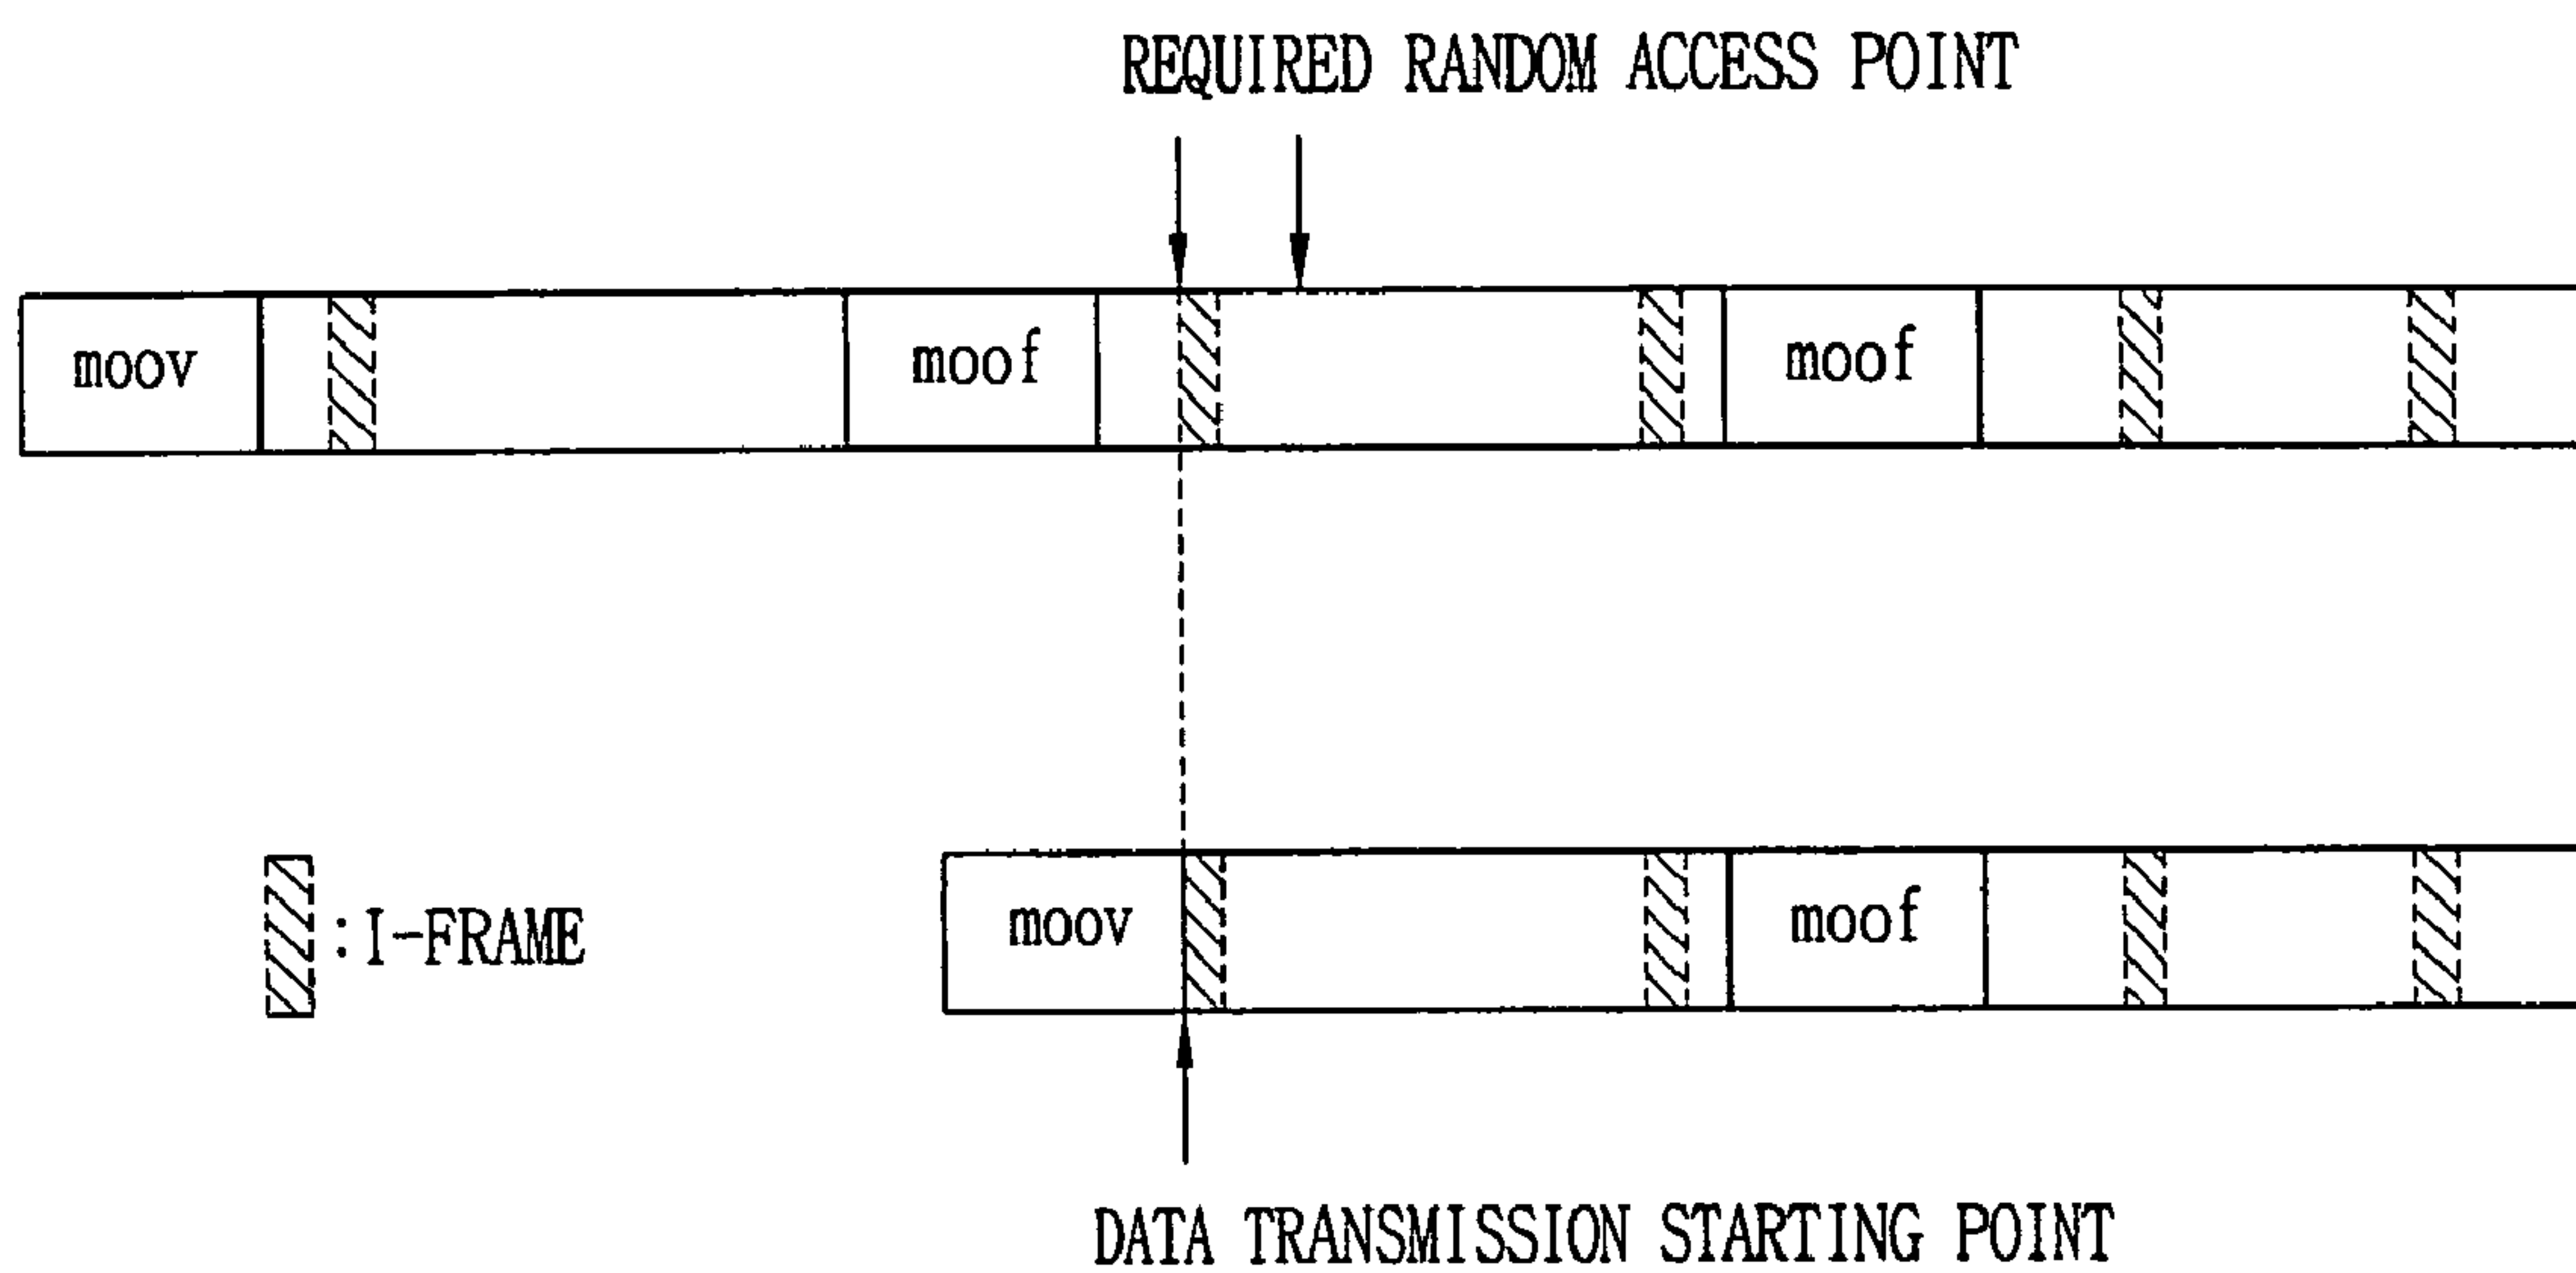 REQUIRED RANDOM ACCESS POINT
moov
moof
moof
moov
moof
:I-FRAME
DATA TRANSMISSION STARTING POINT